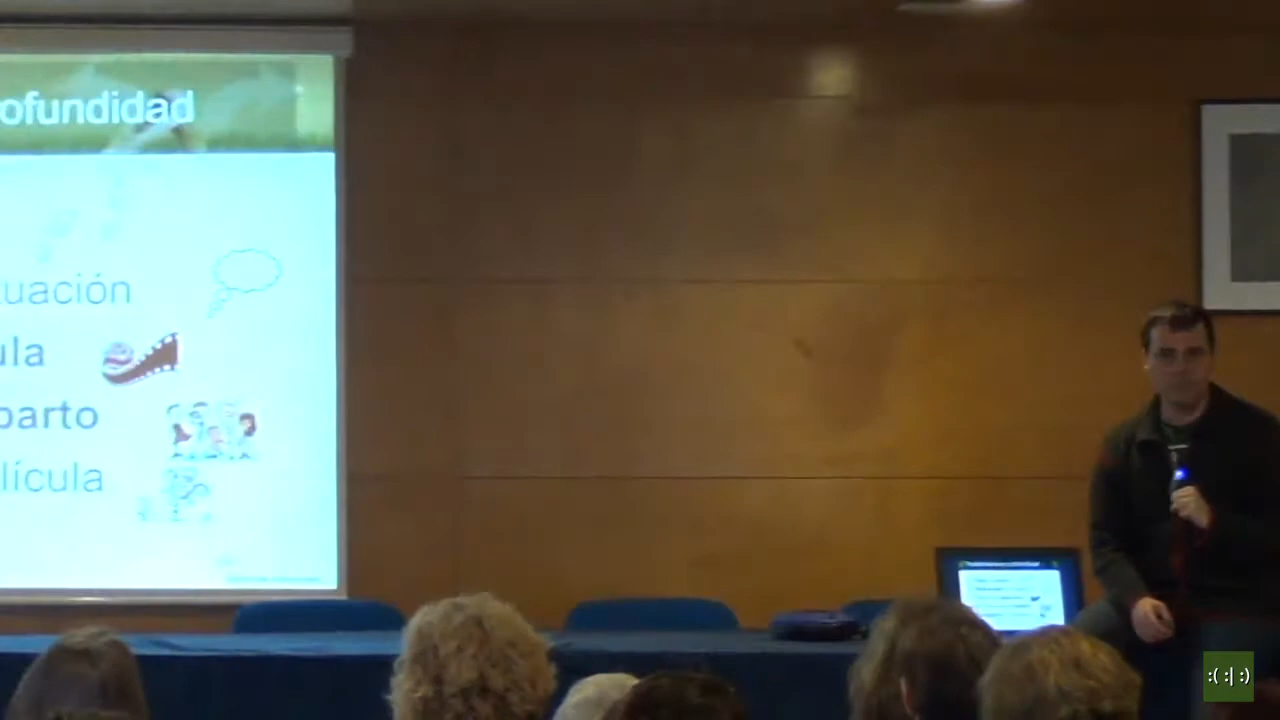 ofundidad
uación
ula
parto
lícula
:( :| :)